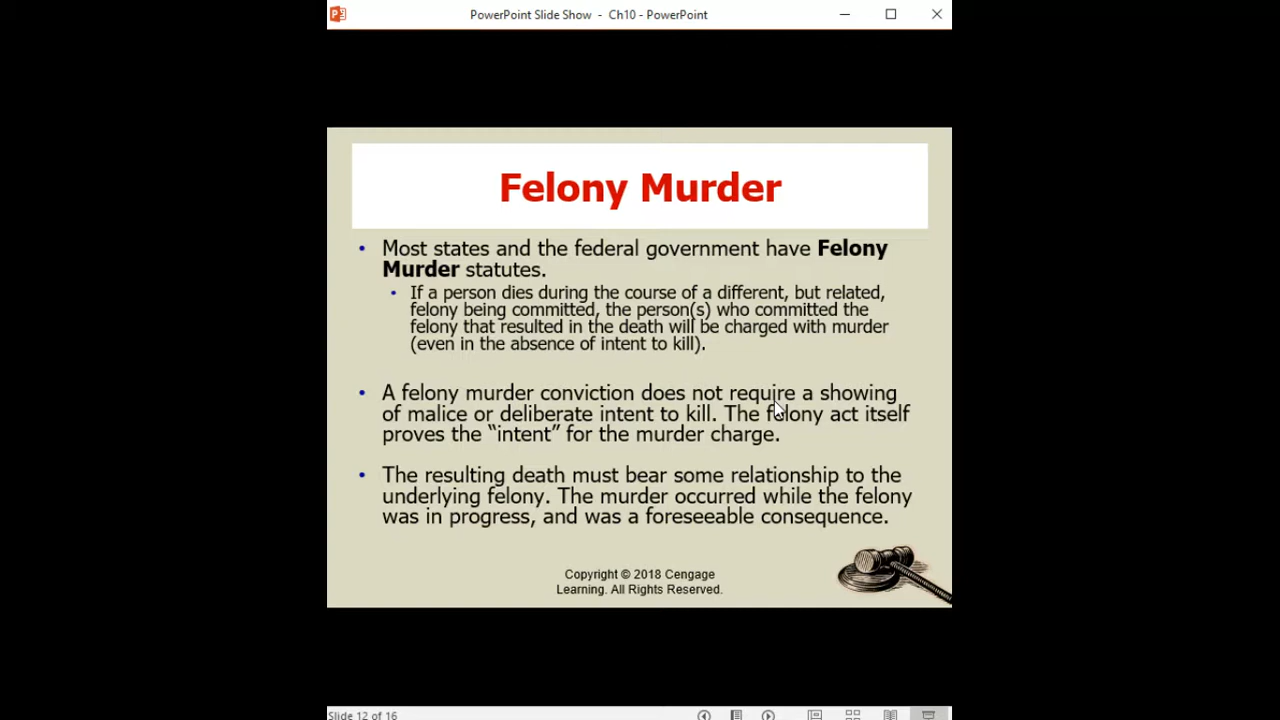 PowerPoint Slide Show - Ch10 - PowerPoint
Felony Murder
• Most states and the federal government have Felony
Murder statutes.
• If a person dies during the course of a different, but related,
felony being committed, the person(s) who committed the
felony that resulted in the death will be charged with murder
(even in the absence of intent to kill).
• A felony murder conviction does not require a showing
of malice or deliberate intent to kill. The felony act itself
proves the “intent” for the murder charge.
• The resulting death must bear some relationship to the
underlying felony. The murder occurred while the felony
was in progress, and was a foreseeable consequence.
Copyright © 2018 Cengage
Learning. All Rights Reserved.
Slide 12 of 16